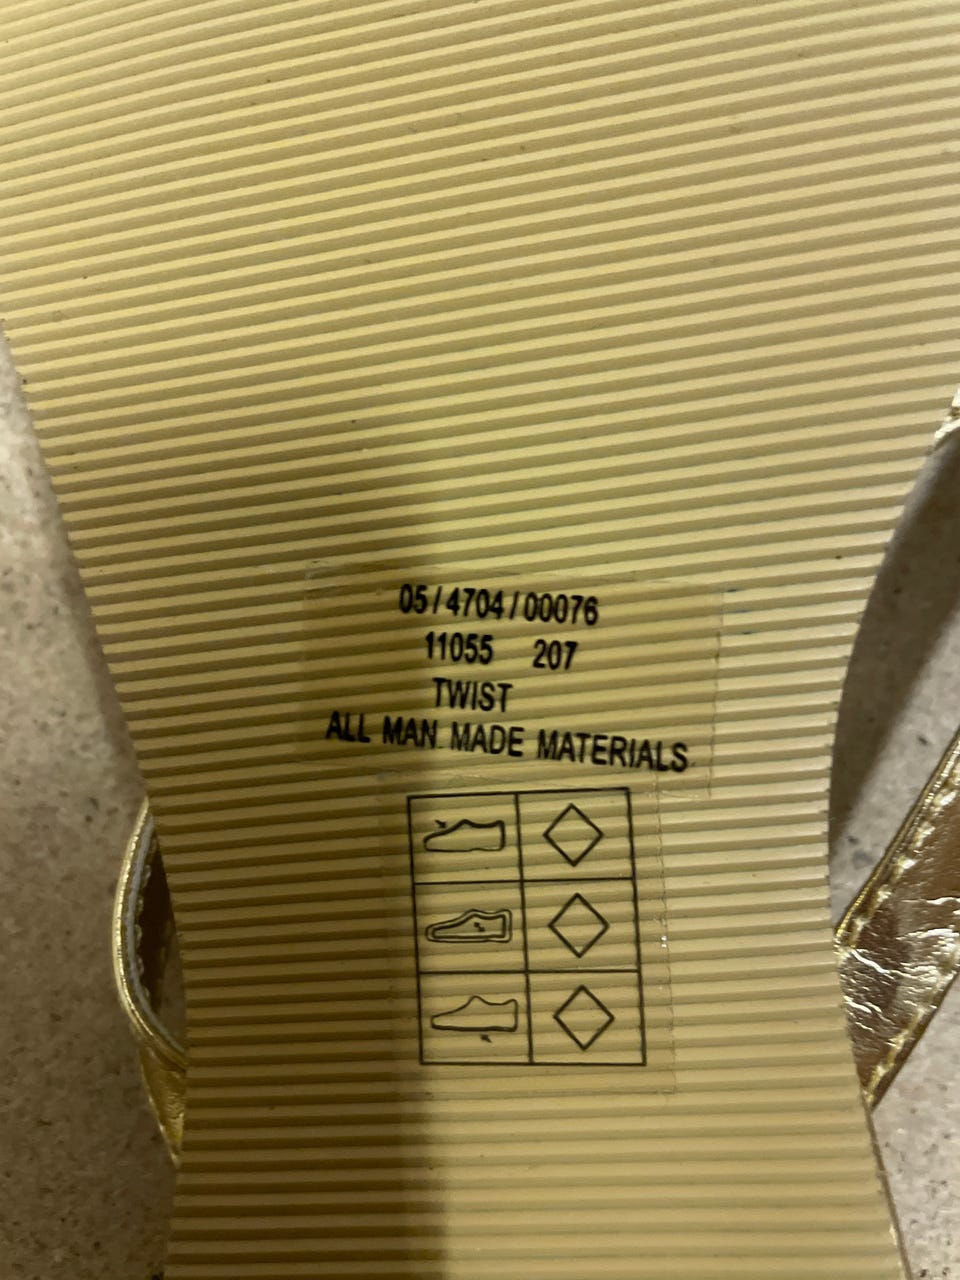 05/4704/00076
11055 207
TWIST
ALL MAN MADE MATERIALS